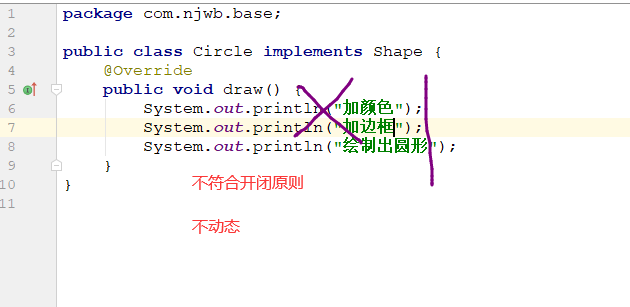 1 package com.njwb.base;
2
3 public class Circle implements Shape {
4 @Override
5 public void draw() {
6 System.out.println("加颜色");
7 System.out.println("加边框");
8 System.out.println("绘制出圆形");
9 }
10 }
11
不符合开闭原则
不动态